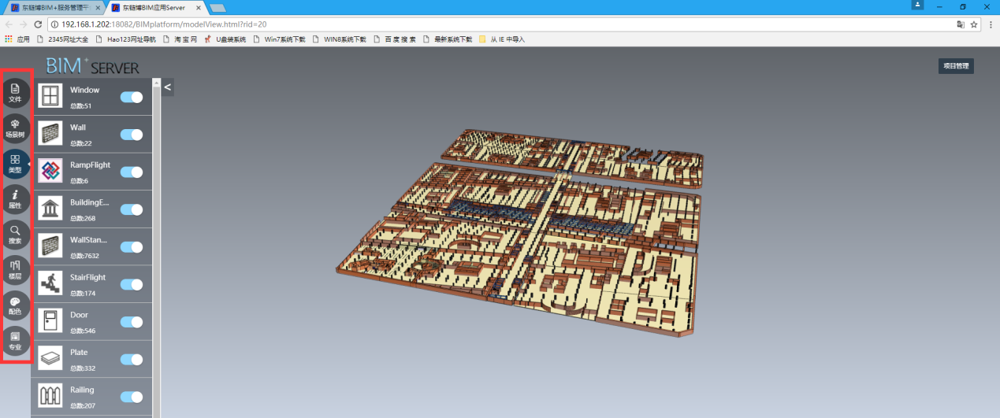 东链博BIM+服务管理平
东链博BIM应用Server
192.168.1.202:18082/BIMplatform/modelView.html?rid=20
应用 2345网址大全 Hao123网址导航 淘 宝 网 U盘装系统 Win7系统下载 WIN8系统下载 百 度 搜 索 最新系统下载 从 IE 中导入
BIM+ SERVER
项目管理
文件
场景树
类型
属性
搜索
楼层
配色
专业
<
Window
总数:51
Wall
总数:22
RampFlight
总数:6
BuildingE...
总数:268
WallStan...
总数:7632
StairFlight
总数:174
Door
总数:546
Plate
总数:332
Railing
总数:207